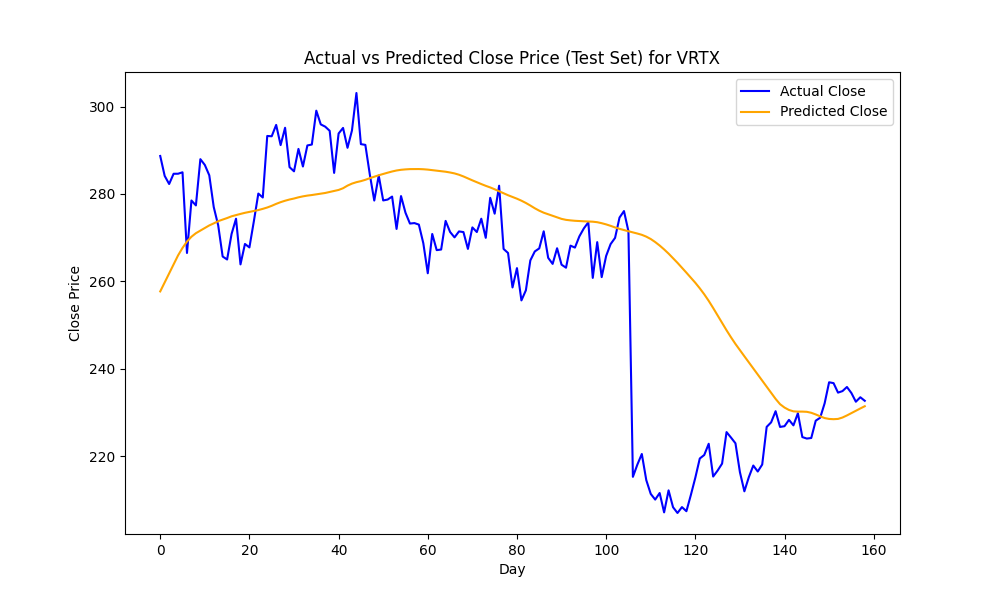 Actual vs Predicted Close Price (Test Set) for VRTX
Actual Close
Predicted Close
300
280
260
240
220
Close Price
0 20 40 60 80 100 120 140 160
Day